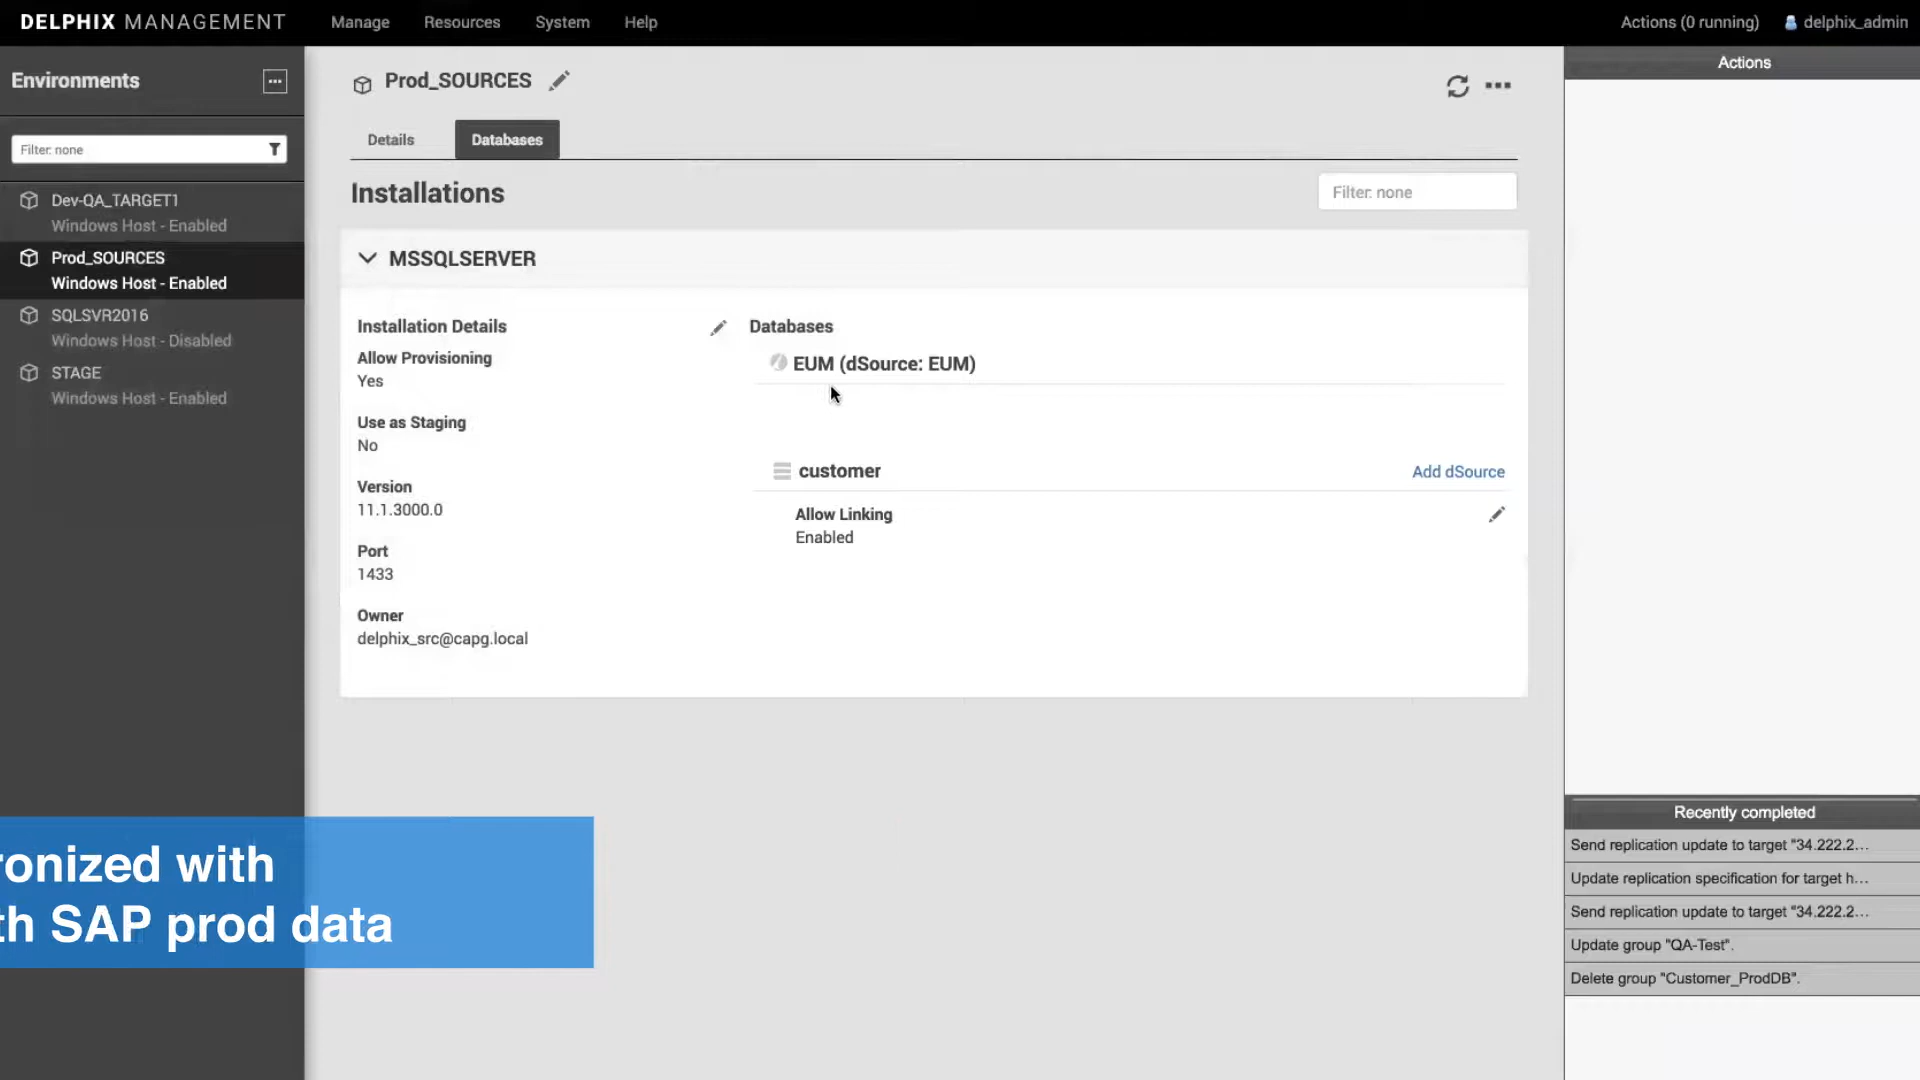 DELPHIX MANAGEMENT
Manage
Resources
System
Help
Actions (0 running)
delphix_admin
Environments
Filter: none
Dev-QA_TARGET1
Windows Host - Enabled
Prod_SOURCES
Windows Host - Enabled
SQLSVR2016
Windows Host - Disabled
STAGE
Windows Host - Enabled
Prod_SOURCES
Details
Databases
Installations
Filter: none
MSSQLSERVER
Installation Details
Allow Provisioning
Yes
Use as Staging
No
Version
11.1.3000.0
Port
1433
Owner
delphix_src@capg.local
Databases
EUM (dSource: EUM)
customer
Add dSource
Allow Linking
Enabled
ronized with
th SAP prod data
Actions
Recently completed
Send replication update to target "34.222.2...
Update replication specification for target h...
Send replication update to target "34.222.2...
Update group "QA-Test".
Delete group "Customer_ProdDB".